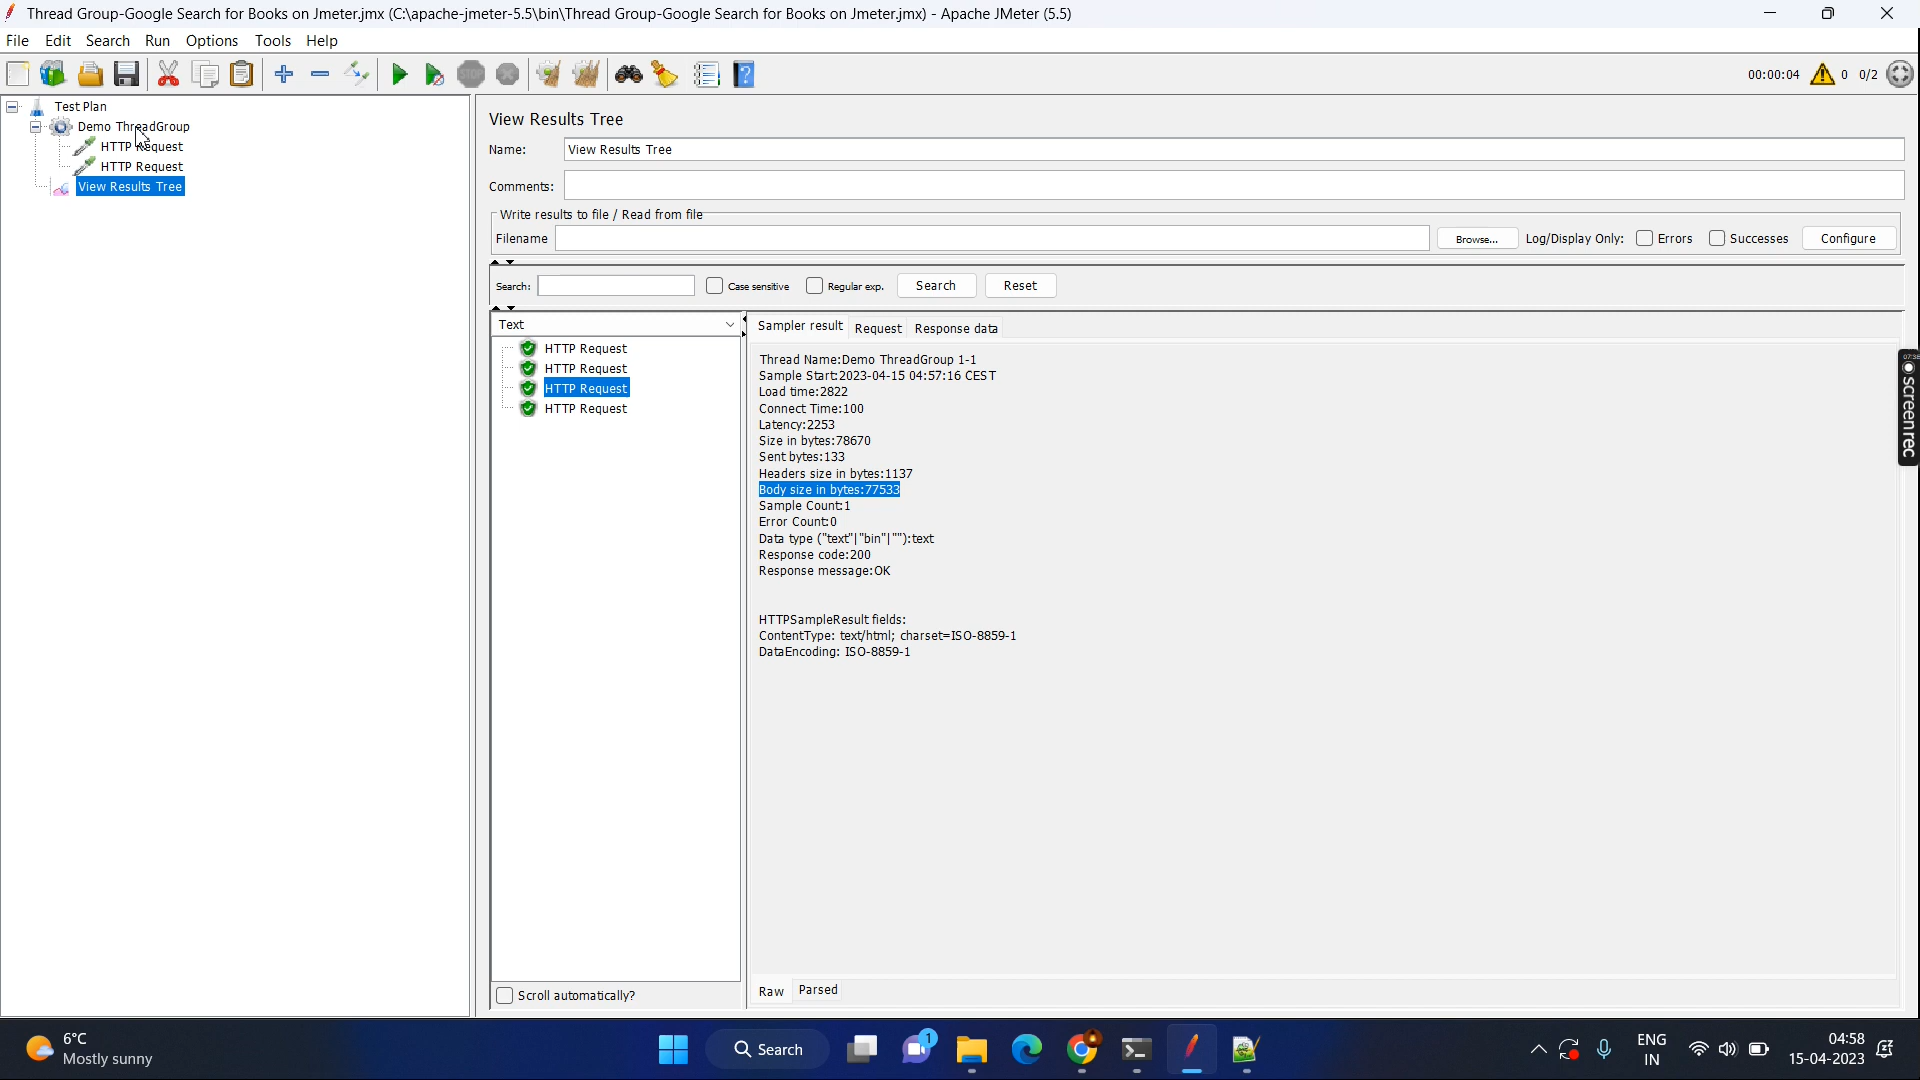 Thread Group-Google Search for Books on Jmeter.jmx (C:\apache-jmeter-5.5\bin\Thread Group-Google Search for Books on Jmeter.jmx) - Apache JMeter (5.5)
File Edit Search Run Options Tools Help
STOP
?
00:00:04 0 0/2
Test Plan
Demo ThreadGroup
HTTP Request
HTTP Request
View Results Tree
View Results Tree
Name: View Results Tree
Comments:
Write results to file / Read from file
Filename Browse... Log/Display Only: Errors Successes Configure
Search: Case sensitive Regular exp. Search Reset
Text
HTTP Request
HTTP Request
HTTP Request
HTTP Request
Sampler result Request Response data
Thread Name:Demo ThreadGroup 1-1
Sample Start:2023-04-15 04:57:16 CEST
Load time:2822
Connect Time:100
Latency:2253
Size in bytes:78670
Sent bytes:133
Headers size in bytes:1137
Body size in bytes:77533
Sample Count:1
Error Count:0
Data type ("text"|"bin"|""):text
Response code:200
Response message:OK
HTTPSampleResult fields:
ContentType: text/html; charset=ISO-8859-1
DataEncoding: ISO-8859-1
Scroll automatically?
Raw Parsed
screenrec
6°C
Mostly sunny
Search
1
ENG
IN
04:58
15-04-2023